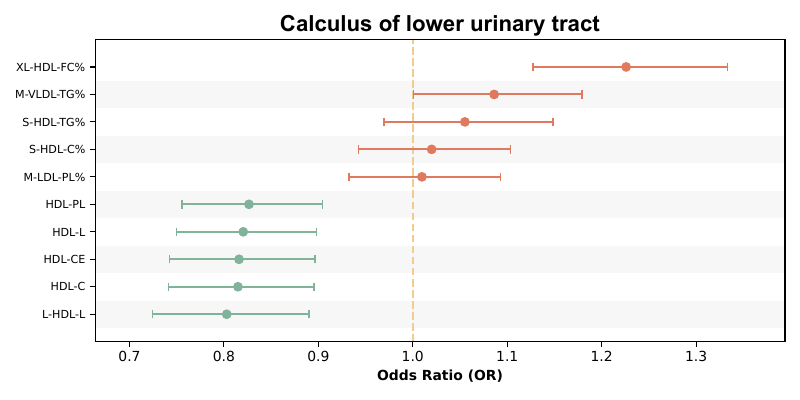 Calculus of lower urinary tract
XL-HDL-FC%
M-VLDL-TG%
S-HDL-TG%
S-HDL-C%
M-LDL-PL%
HDL-PL
HDL-L
HDL-CE
HDL-C
L-HDL-L
0.7 0.8 0.9 1.0 1.1 1.2 1.3
Odds Ratio (OR)